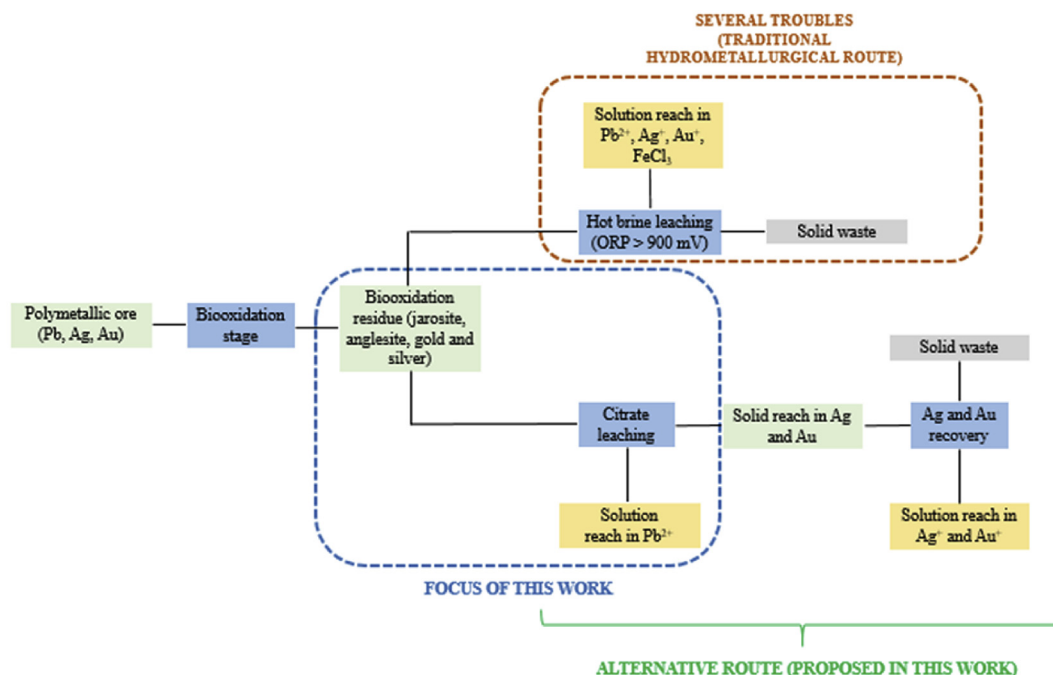 SEVERAL TROUBLES
(TRADITIONAL
HYDROMETALLURGICAL ROUTE)
Solution reach in
Pb²⁺, Ag⁺, Au⁺,
FeCl₃
Hot brine leaching
(ORP > 900 mV)
Solid waste
Polymetallic ore
(Pb, Ag, Au)
Biooxidation
stage
Biooxidation
residue (jarosite,
anglesite, gold and
silver)
Citrate
leaching
Solution
reach in Pb²⁺
Solid reach in Ag
and Au
Solid waste
Ag and Au
recovery
Solution reach in
Ag⁺ and Au⁺
FOCUS OF THIS WORK
ALTERNATIVE ROUTE (PROPOSED IN THIS WORK)